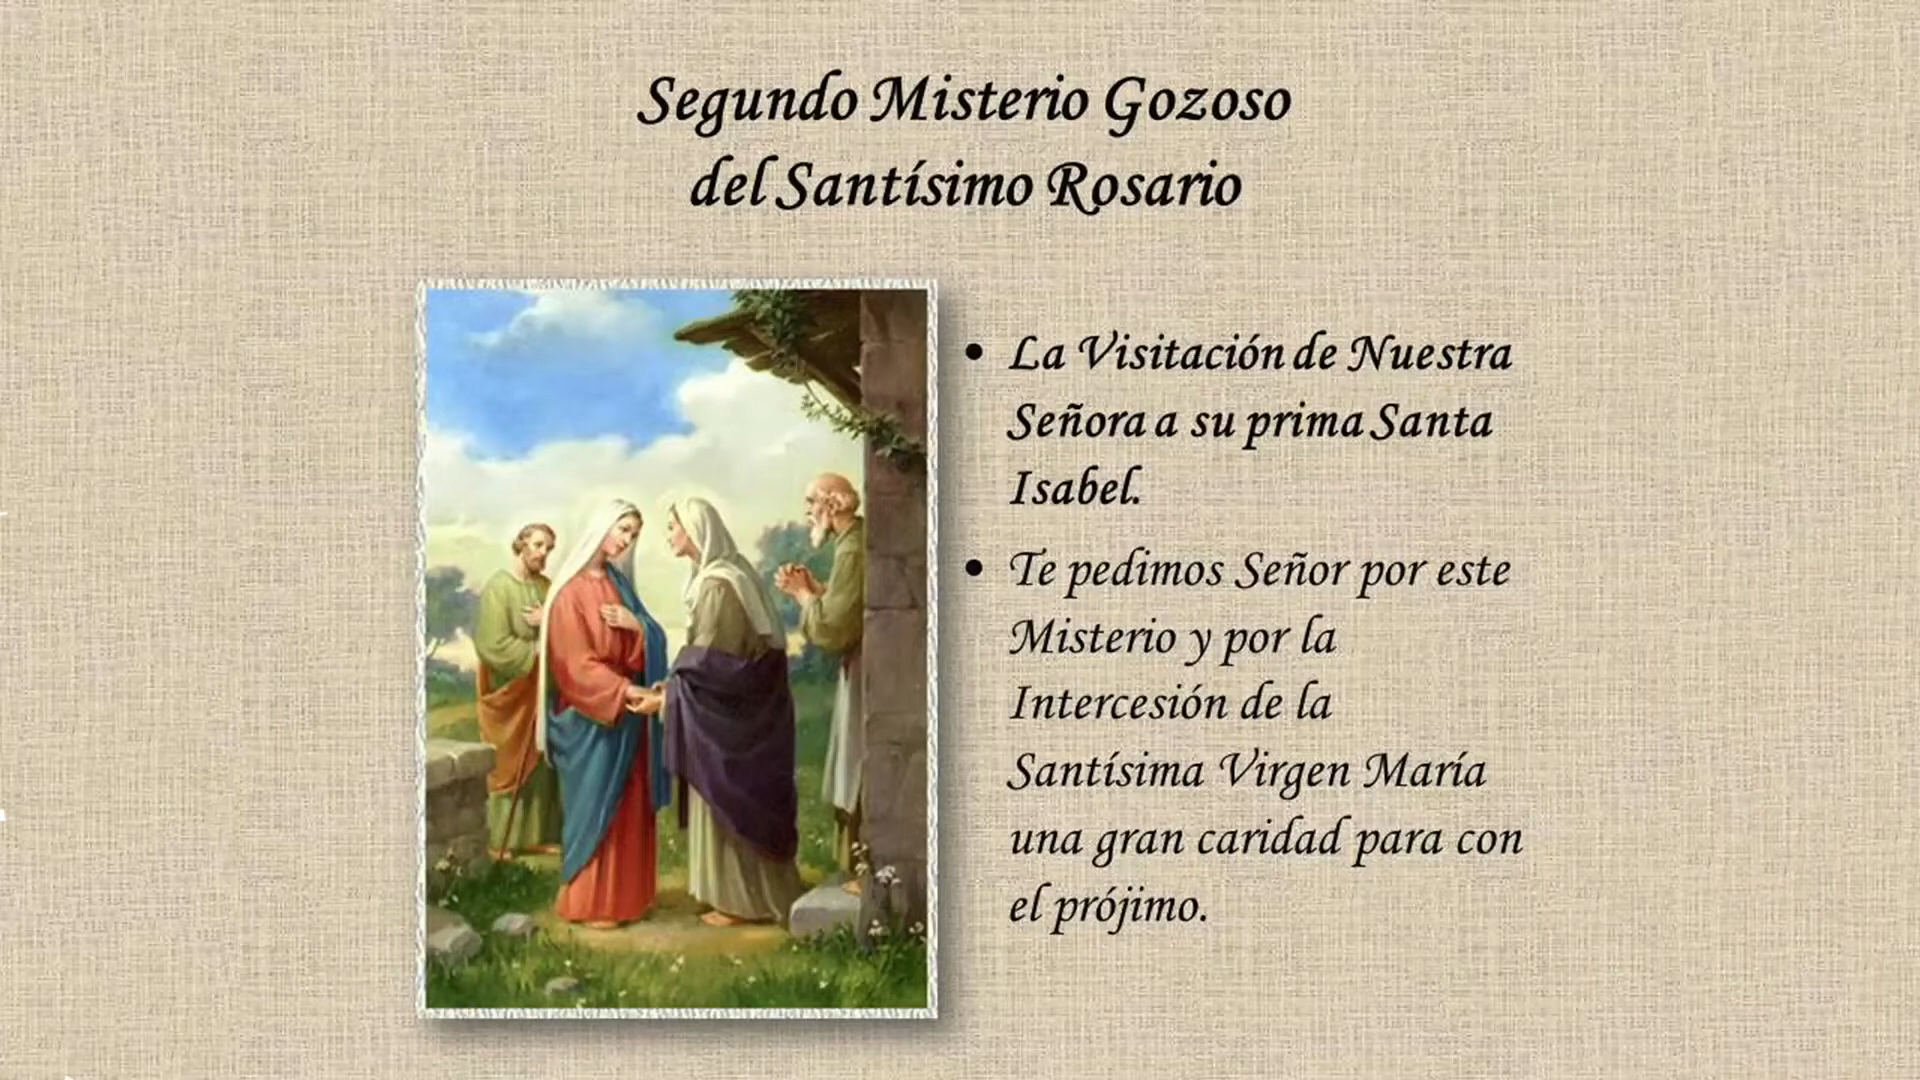 Segundo Misterio Gozoso
del Santísimo Rosario
• La Visitación de Nuestra
Señora a su prima Santa
Isabel.
• Te pedimos Señor por este
Misterio y por la
Intercesión de la
Santísima Virgen María
una gran caridad para con
el prójimo.